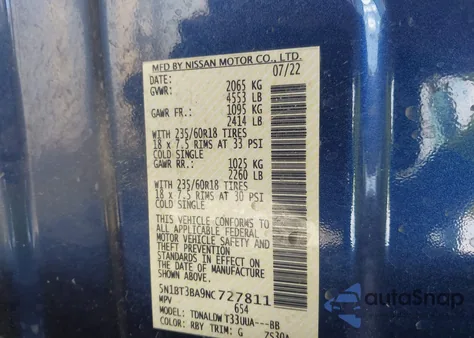 MFD BY NISSAN MOTOR CO., LTD.
DATE: 07/22
GVWR: 2065 KG
4553 LB
GAWR FR.: 1095 KG
2414 LB
WITH 235/60R18 TIRES
18 x 7.5 RIMS AT 33 PSI
COLD SINGLE
GAWR RR.: 1025 KG
2260 LB
WITH 235/60R18 TIRES
18 x 7.5 RIMS AT 30 PSI
COLD SINGLE
THIS VEHICLE CONFORMS TO
ALL APPLICABLE FEDERAL
MOTOR VEHICLE SAFETY AND
THEFT PREVENTION
STANDARDS IN EFFECT ON
THE DATE OF MANUFACTURE
SHOWN ABOVE.
5N1BT3BA9NC727811
MPV 654
MODEL: TDNALDWT33UUA---BB
COLOR: RBY TRIM: G
autoSnap